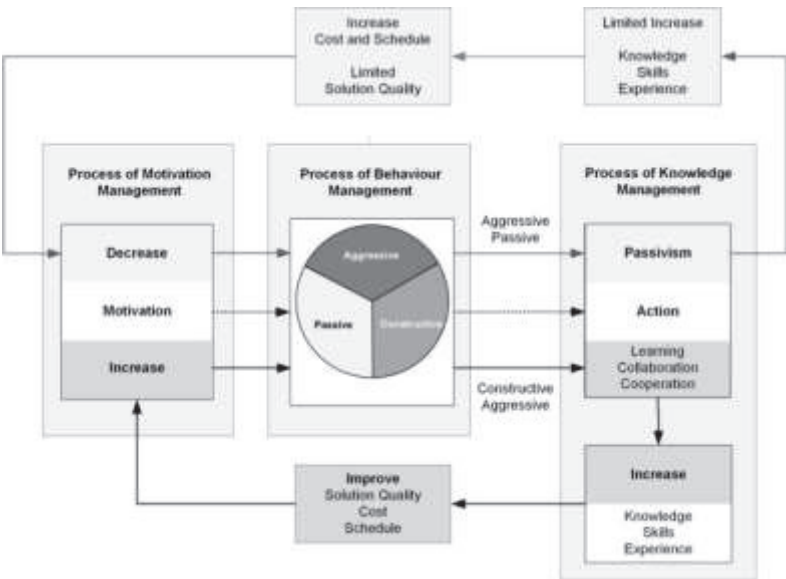 Increase
Cost and Schedule
Limited
Solution Quality
Limited Increase
Knowledge
Skills
Experience
Process of Motivation
Management
Decrease
Motivation
Increase
Process of Behaviour
Management
Aggressive
Passive
Constructive
Aggressive
Passive
Constructive
Aggressive
Process of Knowledge
Management
Passivism
Action
Learning
Collaboration
Cooperation
Increase
Knowledge
Skills
Experience
Improve
Solution Quality
Cost
Schedule